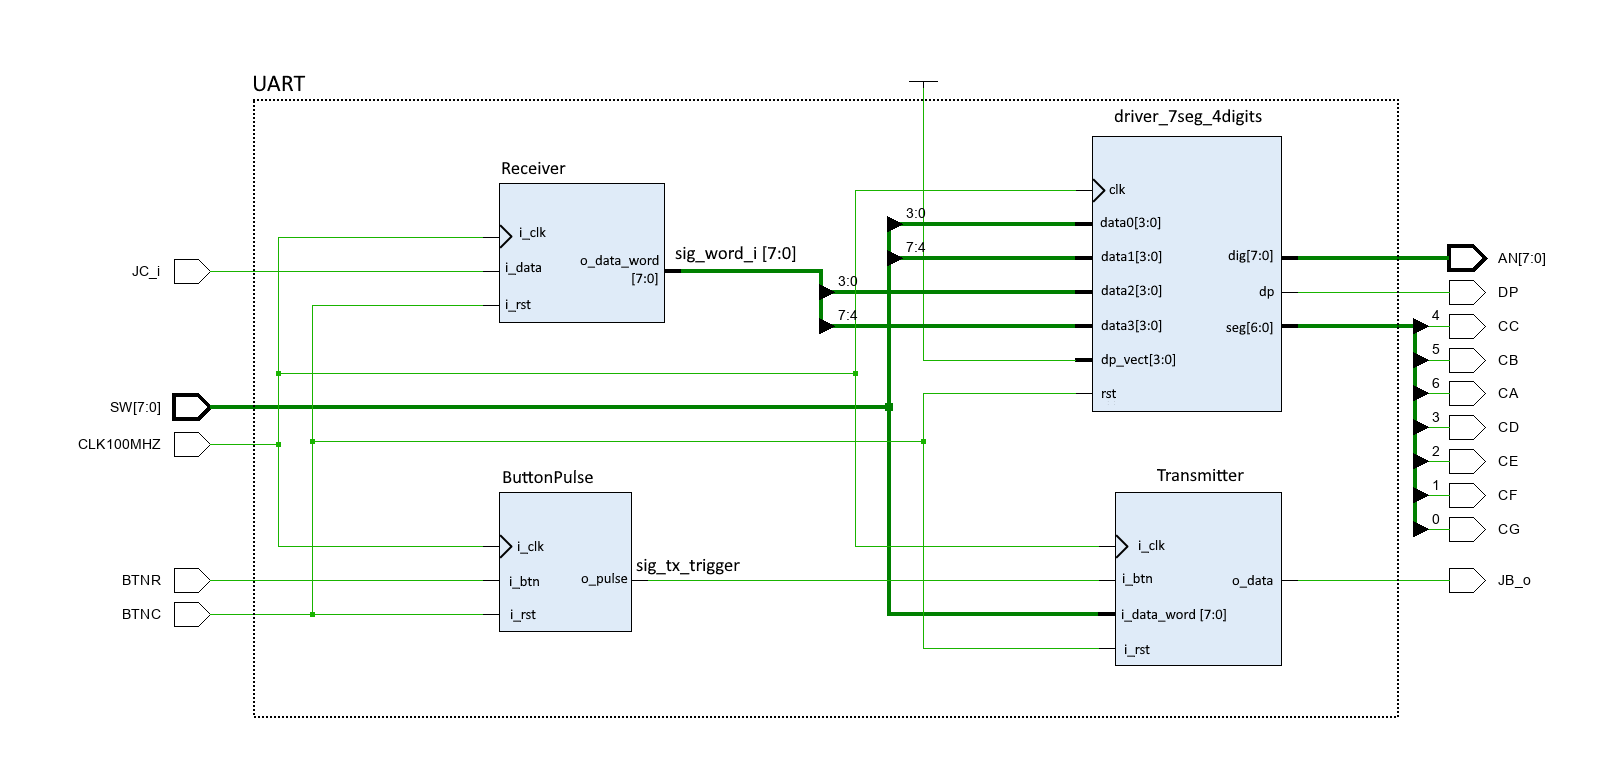 UART
driver_7seg_4digits
Receiver
clk
3:0
data0[3:0]
i_clk
sig_word_i [7:0]
7:4
data1[3:0]
dig[7:0]
AN[7:0]
JC_i
i_data
o_data_word
[7:0]
3:0
data2[3:0]
dp
DP
i_rst
7:4
data3[3:0]
seg[6:0]
4
CC
dp_vect[3:0]
5
CB
rst
6
CA
SW[7:0]
3
CD
CLK100MHZ
2
CE
ButtonPulse
Transmitter
1
CF
0
CG
i_clk
i_clk
sig_tx_trigger
BTNR
i_btn
o_pulse
i_btn
o_data
JB_o
BTNC
i_rst
i_data_word [7:0]
i_rst